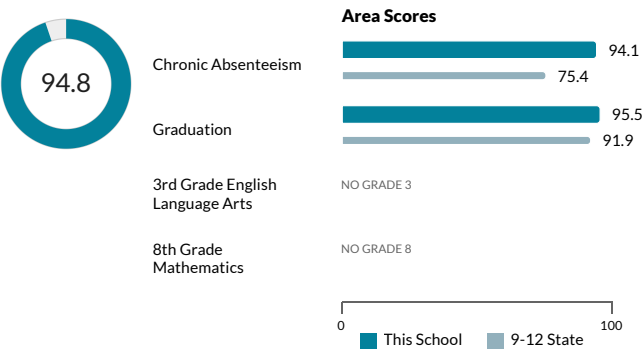 Area Scores
94.8
Chronic Absenteeism
94.1
75.4
Graduation
95.5
91.9
3rd Grade English
Language Arts
NO GRADE 3
8th Grade
Mathematics
NO GRADE 8
0 100
This School 9-12 State